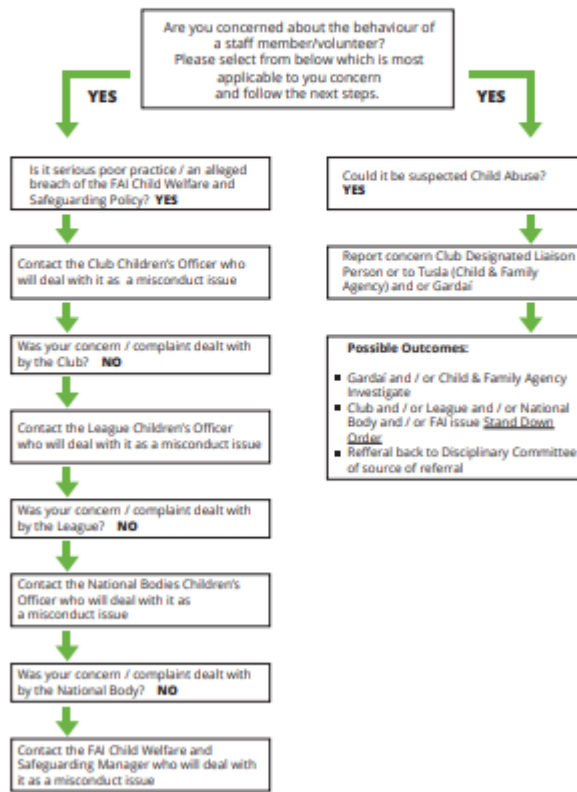 Are you concerned about the behaviour of
a staff member/volunteer?
Please select from below which is most
applicable to you concern
and follow the next steps.
YES
YES
Is it serious poor practice / an alleged
breach of the FAI Child Welfare and
Safeguarding Policy? YES
Contact the Club Children's Officer who
will deal with it as a misconduct issue
Was your concern / complaint dealt with
by the Club? NO
Contact the League Children's Officer
who will deal with it as a misconduct issue
Was your concern / complaint dealt with
by the League? NO
Contact the National Bodies Children's
Officer who will deal with it as
a misconduct issue
Was your concern / complaint dealt with
by the National Body? NO
Contact the FAI Child Welfare and
Safeguarding Manager who will deal with
it as a misconduct issue
Could it be suspected Child Abuse?
YES
Report concern Club Designated Liaison
Person or to Tusla (Child & Family
Agency) and or Gardaí
Possible Outcomes:
▪ Gardaí and / or Child & Family Agency
Investigate
▪ Club and / or League and / or National
Body and / or FAI issue Stand Down
Order
▪ Refferal back to Disciplinary Committee
of source of referral